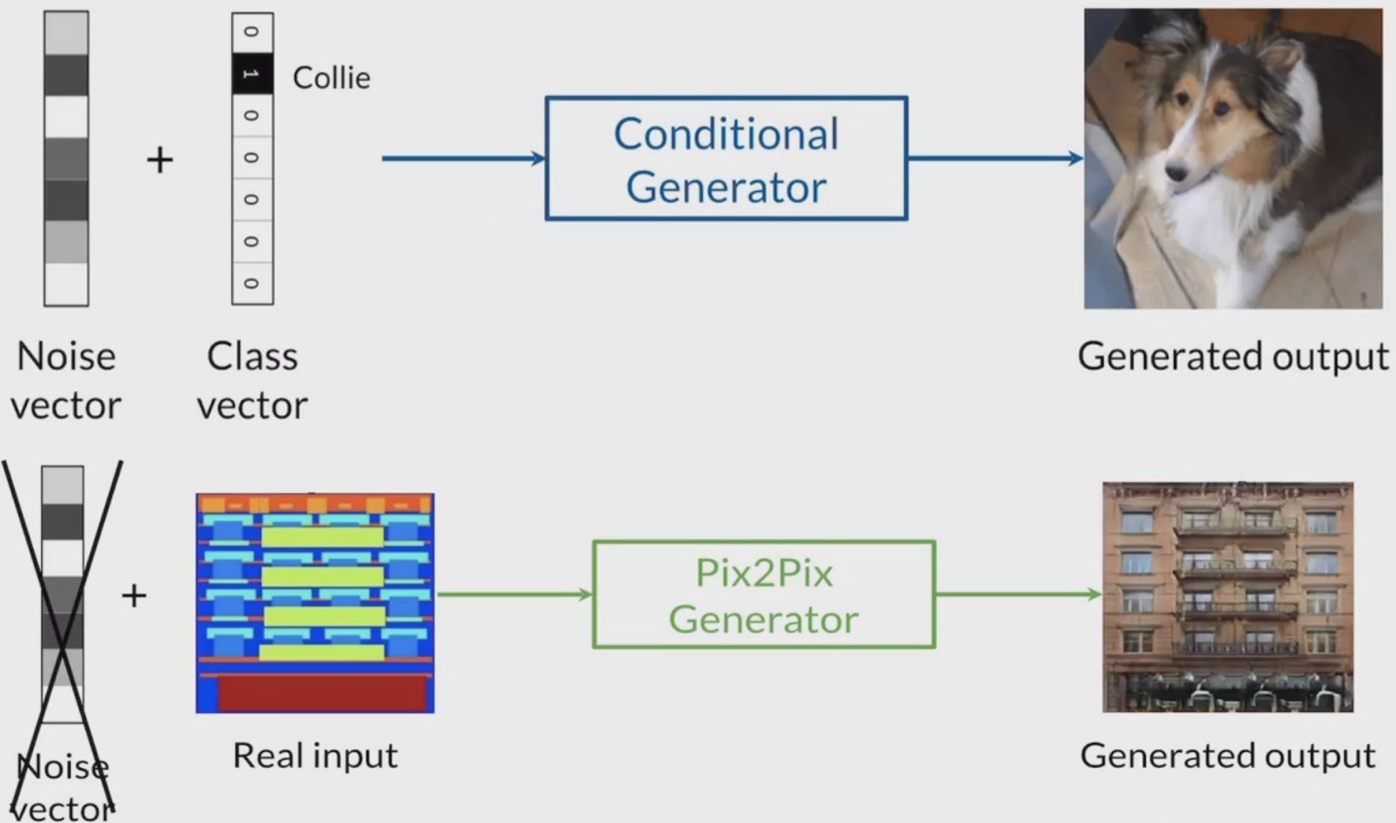 0
1
Collie
0
0
0
0
0
+
Conditional
Generator
Noise
vector
Class
vector
Generated output
+
Pix2Pix
Generator
Noise
vector
Real input
Generated output